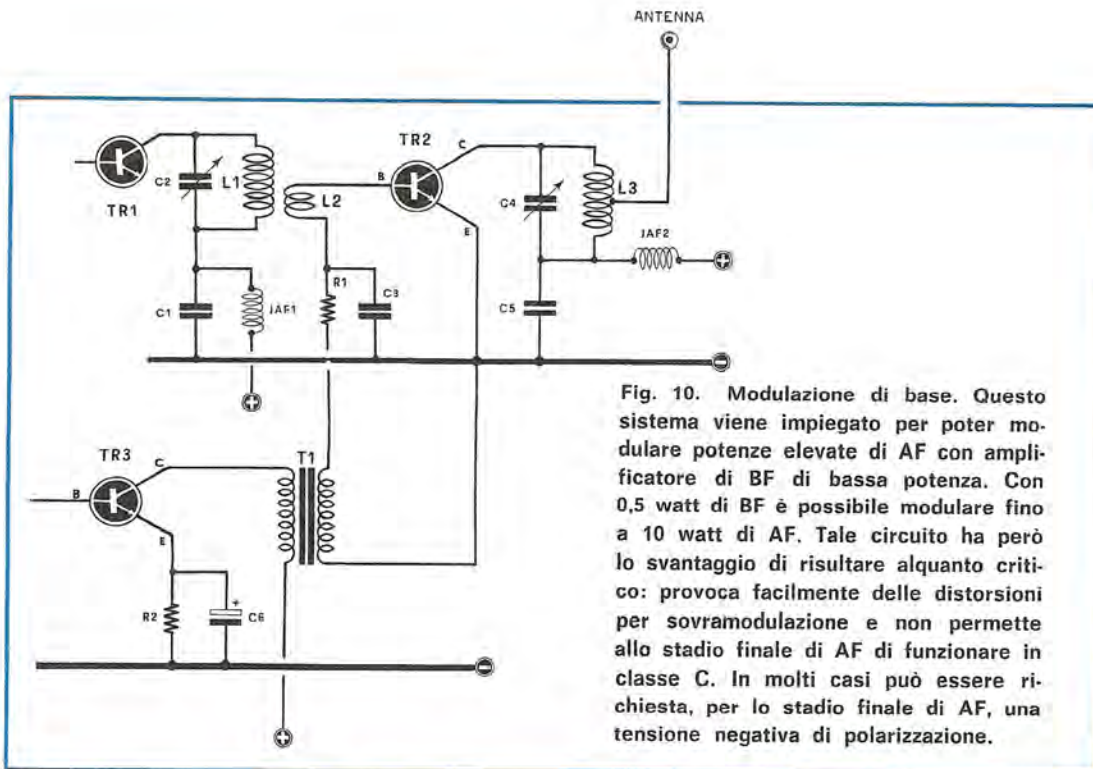 ANTENNA
TR1
C2
L1
L2
TR2
C
B
E
C4
L3
JAF2
+
C1
JAF1
R1
C3
C5
+
-
TR3
C
B
E
T1
R2
+
C6
-
+
Fig. 10. Modulazione di base. Questo
sistema viene impiegato per poter mo-
dulare potenze elevate di AF con ampli-
ficatore di BF di bassa potenza. Con
0,5 watt di BF è possibile modulare fino
a 10 watt di AF. Tale circuito ha però
lo svantaggio di risultare alquanto criti-
co: provoca facilmente delle distorsioni
per sovramodulazione e non permette
allo stadio finale di AF di funzionare in
classe C. In molti casi può essere ri-
chiesta, per lo stadio finale di AF, una
tensione negativa di polarizzazione.